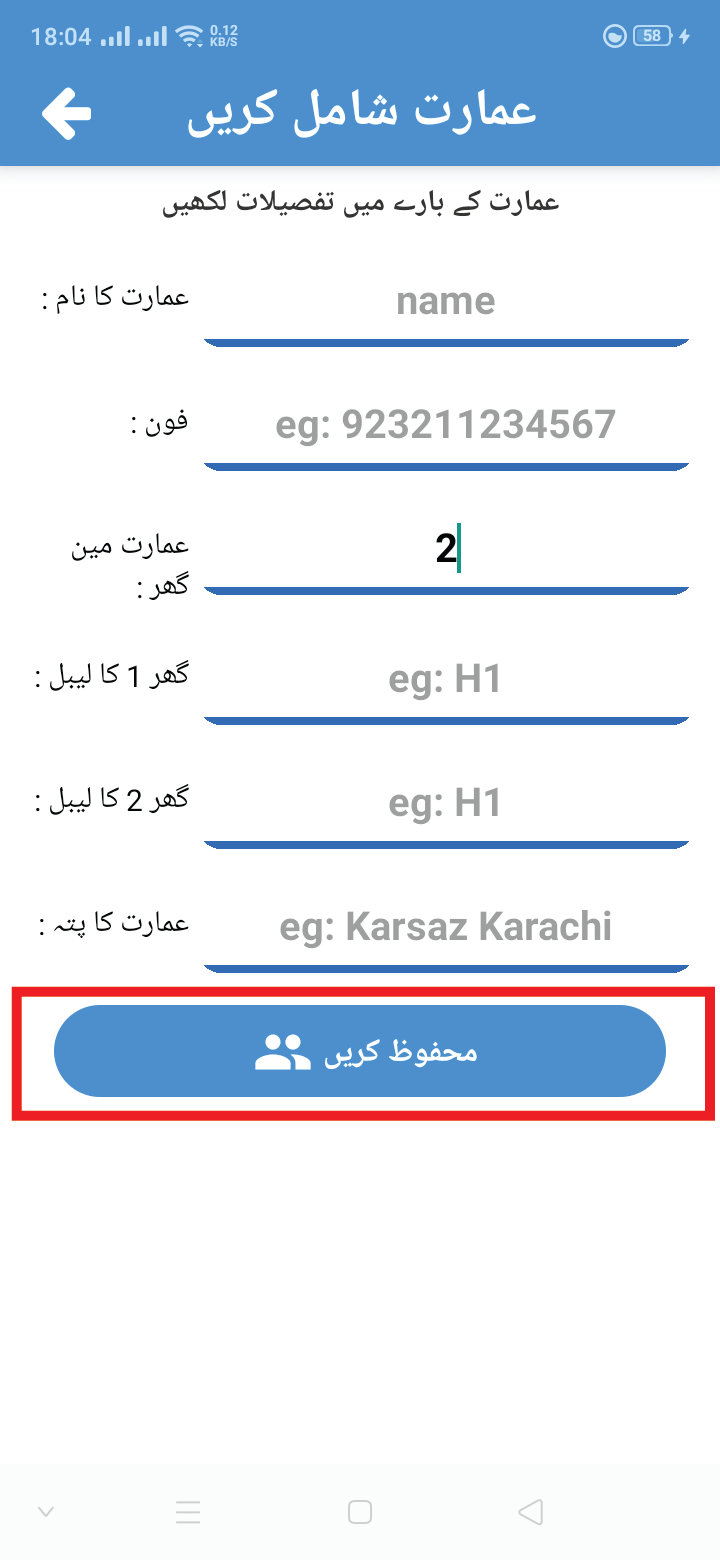 18:04 0.12 KB/S 58
عمارت شامل کریں
عمارت کے بارے میں تفصیلات لکھیں
عمارت کا نام :
name
فون :
eg: 923211234567
عمارت مین
گھر :
2
گھر 1 کا لیبل :
eg: H1
گھر 2 کا لیبل :
eg: H1
عمارت کا پتہ :
eg: Karsaz Karachi
محفوظ کریں